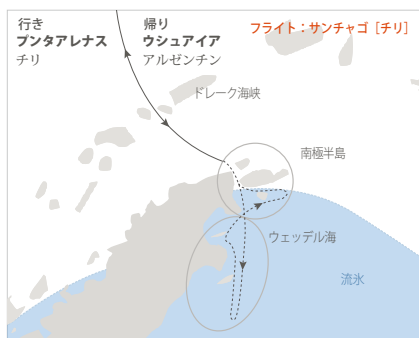 行き
プンタアレナス
チリ
帰り
ウシュアイア
アルゼンチン
フライト：サンチャゴ［チリ］
ドレーク海峡
南極半島
ウェッデル海
流氷